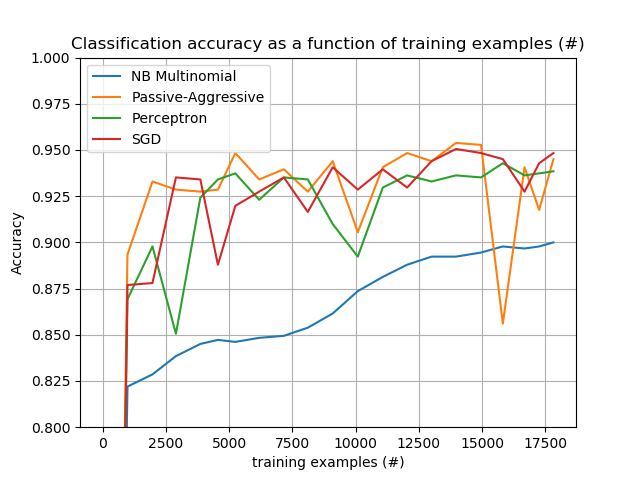 Classification accuracy as a function of training examples (#)
NB Multinomial
Passive-Aggressive
Perceptron
SGD
1.000
0.975
0.950
0.925
0.900
0.875
0.850
0.825
0.800
Accuracy
0 2500 5000 7500 10000 12500 15000 17500
training examples (#)